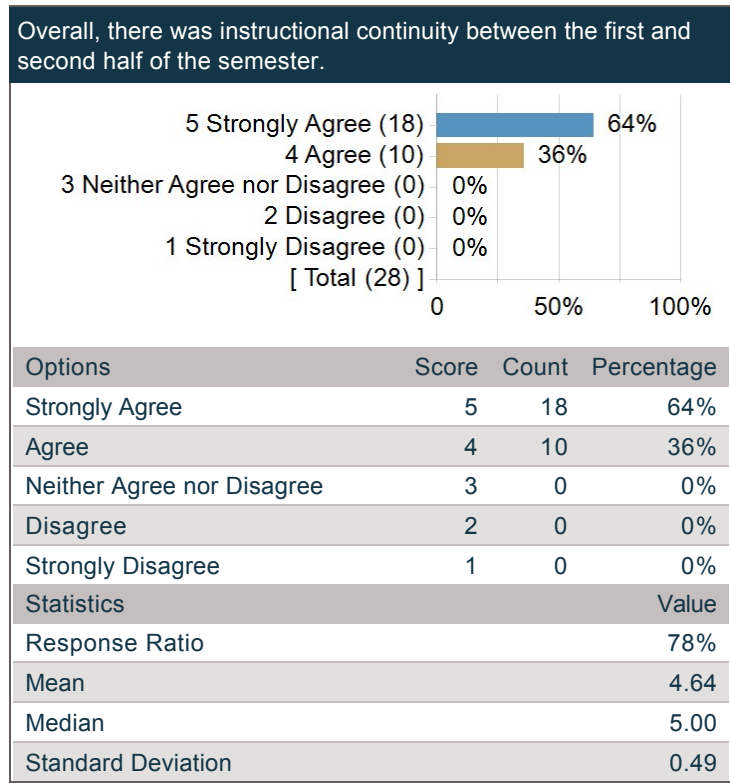 Overall, there was instructional continuity between the first and
second half of the semester.
5 Strongly Agree (18) 64%
4 Agree (10) 36%
3 Neither Agree nor Disagree (0) 0%
2 Disagree (0) 0%
1 Strongly Disagree (0) 0%
[ Total (28) ]
0 50% 100%
Options Score Count Percentage
Strongly Agree 5 18 64%
Agree 4 10 36%
Neither Agree nor Disagree 3 0 0%
Disagree 2 0 0%
Strongly Disagree 1 0 0%
Statistics Value
Response Ratio 78%
Mean 4.64
Median 5.00
Standard Deviation 0.49